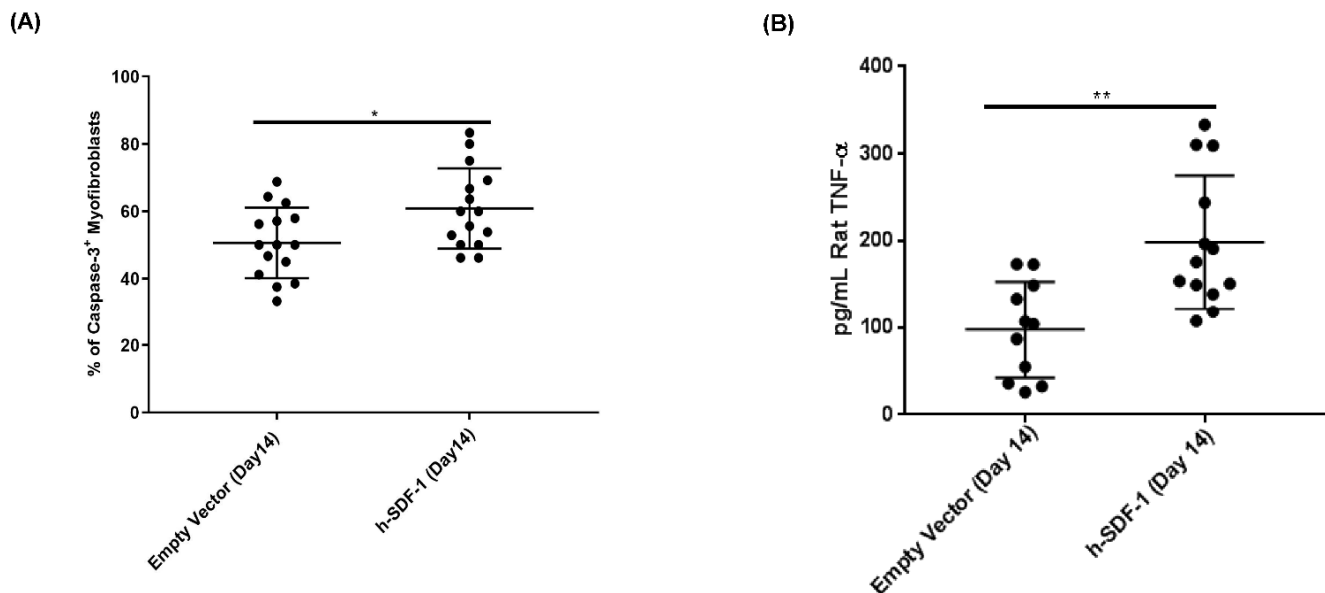 (A)
% of Caspase-3+ Myofibroblasts
100
80
60
40
20
0
*
Empty Vector (Day14)
h-SDF-1 (Day14)
(B)
pg/mL Rat TNF-α
400
300
200
100
0
**
Empty Vector (Day 14)
h-SDF-1 (Day 14)